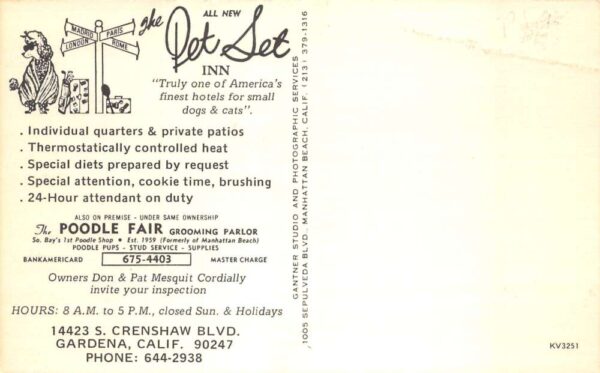 MADRID
PARIS
LONDON
ROME
the
ALL NEW
Pet Set
INN
"Truly one of America's
finest hotels for small
dogs & cats".
. Individual quarters & private patios
. Thermostatically controlled heat
. Special diets prepared by request
. Special attention, cookie time, brushing
. 24-Hour attendant on duty
ALSO ON PREMISE - UNDER SAME OWNERSHIP
The POODLE FAIR GROOMING PARLOR
So. Bay's 1st Poodle Shop • Est. 1959 (Formerly of Manhattan Beach)
POODLE PUPS - STUD SERVICE - SUPPLIES
BANKAMERICARD 675-4403 MASTER CHARGE
Owners Don & Pat Mesquit Cordially
invite your inspection
HOURS: 8 A.M. to 5 P.M., closed Sun. & Holidays
14423 S. CRENSHAW BLVD.
GARDENA, CALIF. 90247
PHONE: 644-2938
GANTNER STUDIO AND PHOTOGRAPHIC SERVICES
1005 SEPULVEDA BLVD., MANHATTAN BEACH, CALIF. (213) 379-1316
KV3251